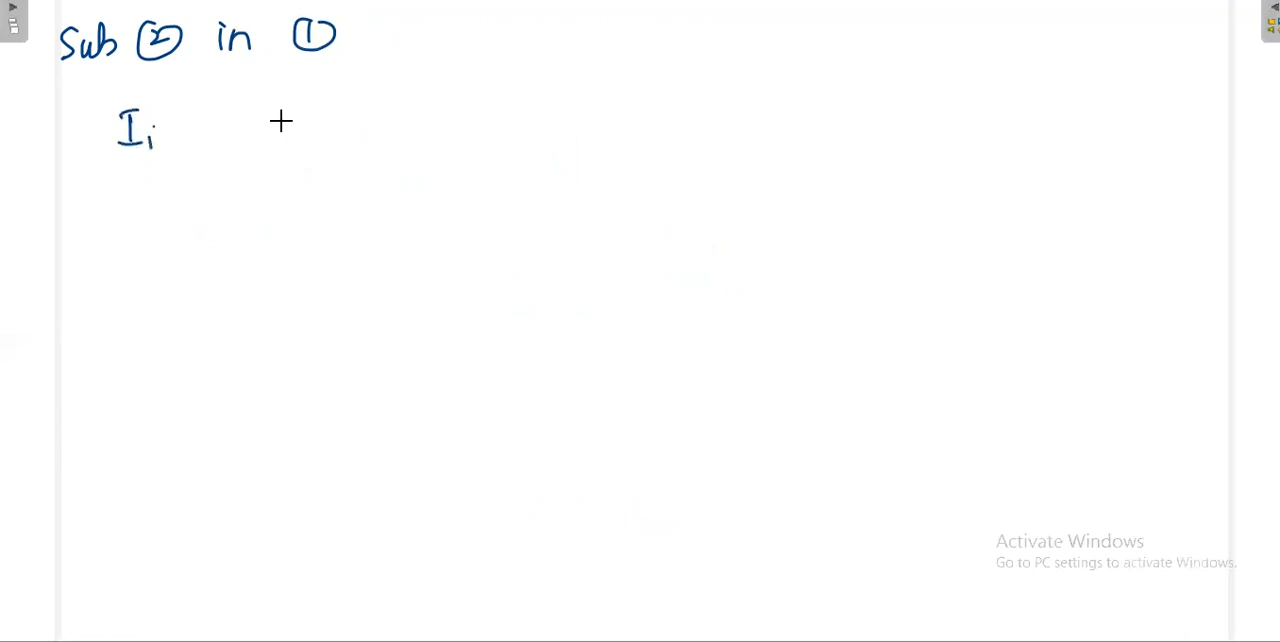 Sub ② in ①
Ii
Activate Windows
Go to PC settings to activate Windows.